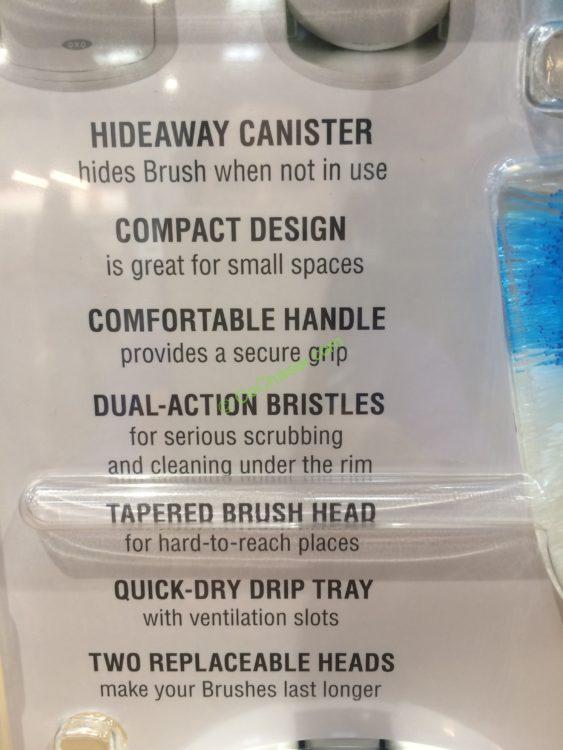 OXO
HIDEAWAY CANISTER
hides Brush when not in use
COMPACT DESIGN
is great for small spaces
COMFORTABLE HANDLE
provides a secure grip
DUAL-ACTION BRISTLES
for serious scrubbing
and cleaning under the rim
TAPERED BRUSH HEAD
for hard-to-reach places
QUICK-DRY DRIP TRAY
with ventilation slots
TWO REPLACEABLE HEADS
make your Brushes last longer